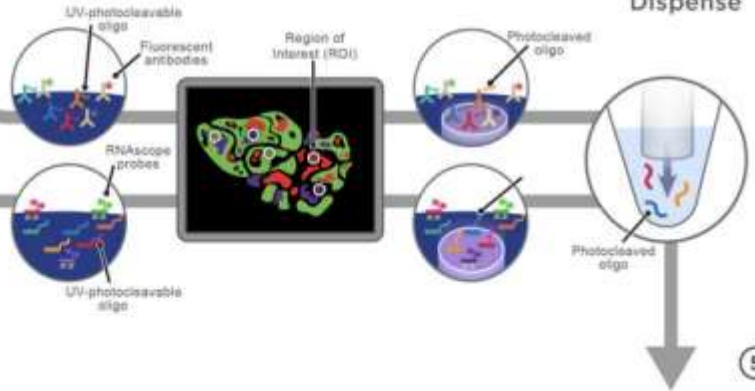 Dispense
UV-photocleavable
oligo
Fluorescent
antibodies
Region of
Interest (ROI)
Photocleaved
oligo
RNAscope
probes
UV-photocleavable
oligo
Photocleaved
oligo
5